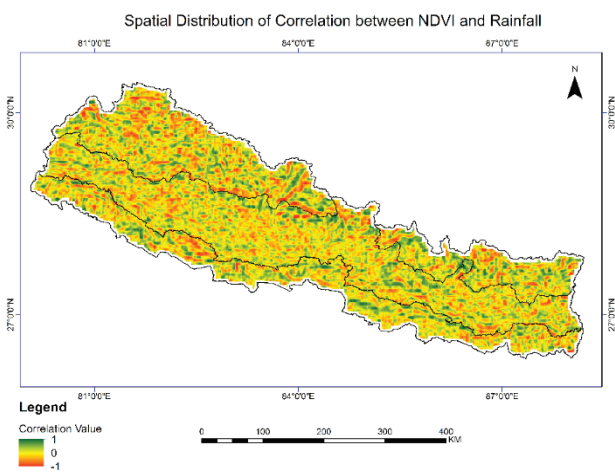 Spatial Distribution of Correlation between NDVI and Rainfall
81°0'0"E 84°0'0"E 87°0'0"E
N
30°0'0"N 30°0'0"N
27°0'0"N 27°0'0"N
81°0'0"E 84°0'0"E 87°0'0"E
Legend
Correlation Value
1
0
-1
0 50 100 200 300 400
KM